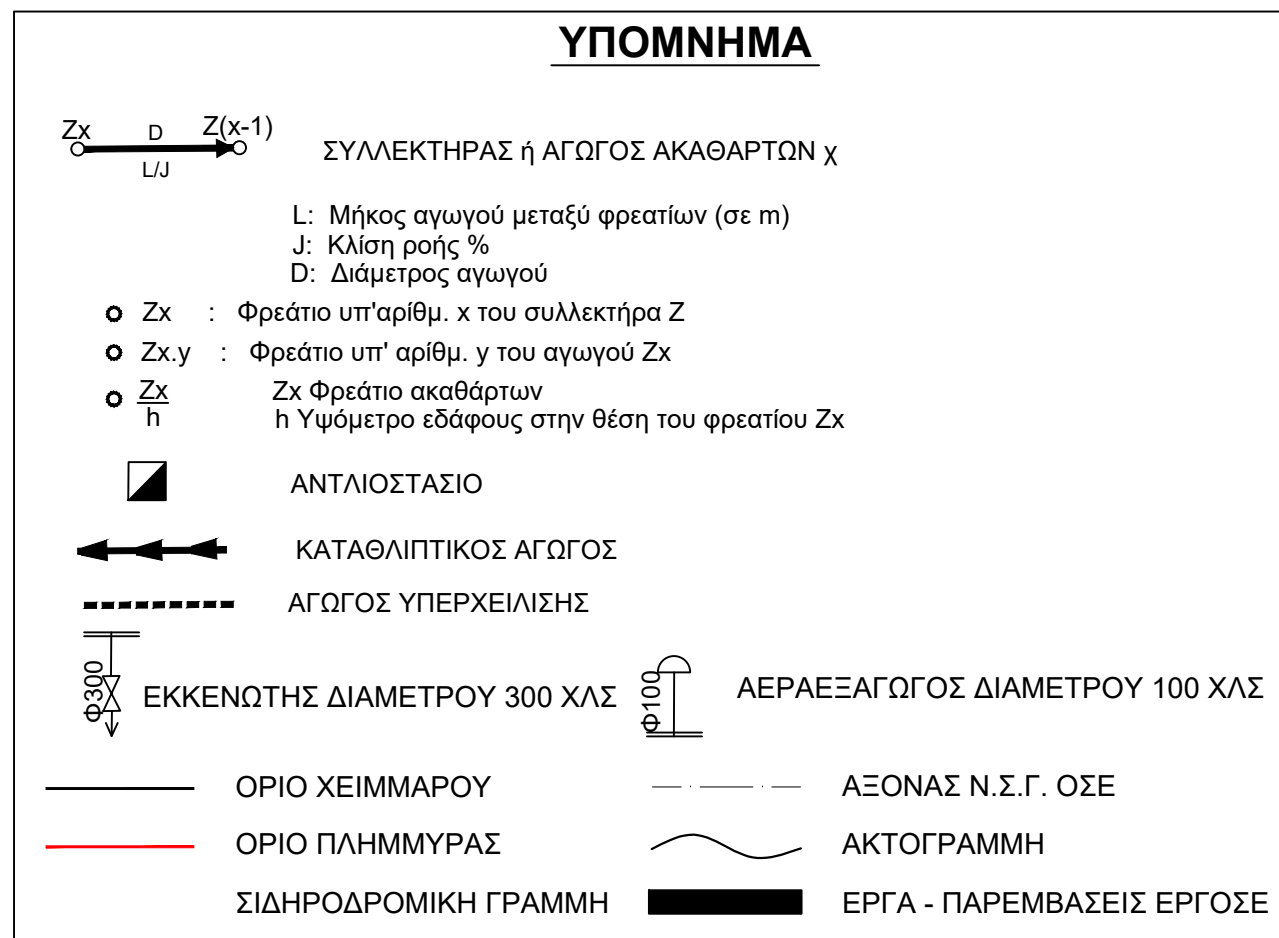 ΥΠΟΜΝΗΜΑ
Zx D Z(x-1)
L/J
ΣΥΛΛΕΚΤΗΡΑΣ ή ΑΓΩΓΟΣ ΑΚΑΘΑΡΤΩΝ χ
L: Μήκος αγωγού μεταξύ φρεατίων (σε m)
J: Κλίση ροής %
D: Διάμετρος αγωγού
Zx : Φρεάτιο υπ'αρίθμ. x του συλλεκτήρα Z
Zx.y : Φρεάτιο υπ' αρίθμ. y του αγωγού Zx
Zx Zx Φρεάτιο ακαθάρτων
h h Υψόμετρο εδάφους στην θέση του φρεατίου Zx
ΑΝΤΛΙΟΣΤΑΣΙΟ
ΚΑΤΑΘΛΙΠΤΙΚΟΣ ΑΓΩΓΟΣ
ΑΓΩΓΟΣ ΥΠΕΡΧΕΙΛΙΣΗΣ
Φ300 ΕΚΚΕΝΩΤΗΣ ΔΙΑΜΕΤΡΟΥ 300 ΧΛΣ
Φ100 ΑΕΡΑΕΞΑΓΩΓΟΣ ΔΙΑΜΕΤΡΟΥ 100 ΧΛΣ
ΟΡΙΟ ΧΕΙΜΜΑΡΟΥ
ΑΞΟΝΑΣ Ν.Σ.Γ. ΟΣΕ
ΟΡΙΟ ΠΛΗΜΜΥΡΑΣ
ΑΚΤΟΓΡΑΜΜΗ
ΣΙΔΗΡΟΔΡΟΜΙΚΗ ΓΡΑΜΜΗ
ΕΡΓΑ - ΠΑΡΕΜΒΑΣΕΙΣ ΕΡΓΟΣΕ